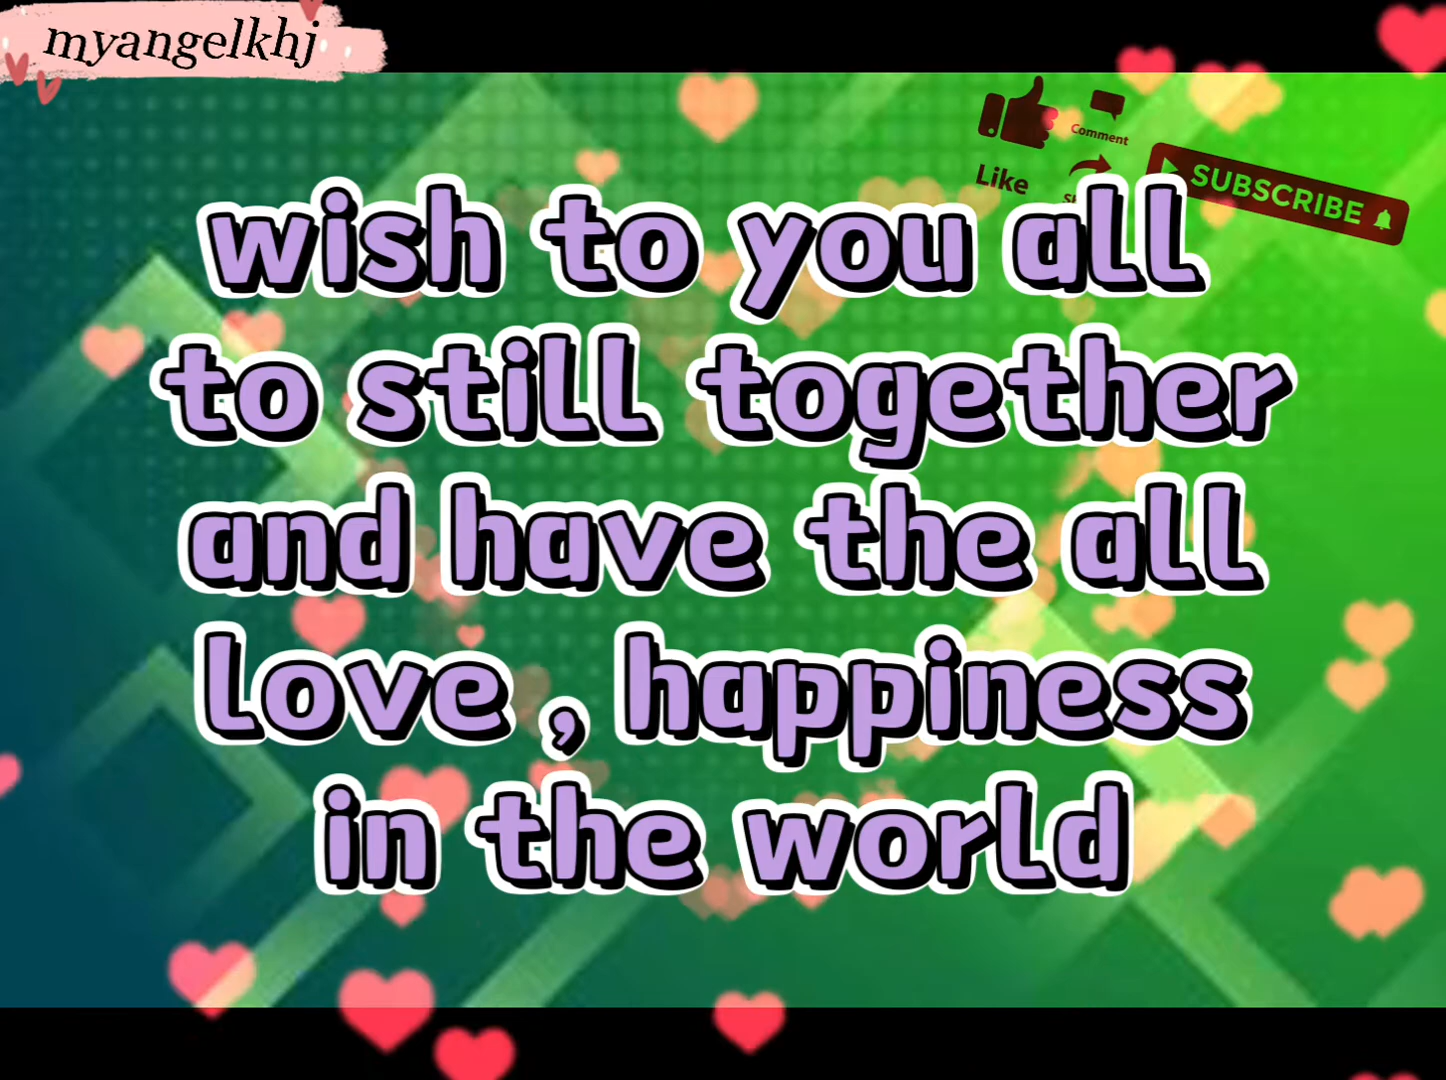 myangelkhj
Comment
Like
SUBSCRIBE
wish to you all
to still together
and have the all
love , happiness
in the world